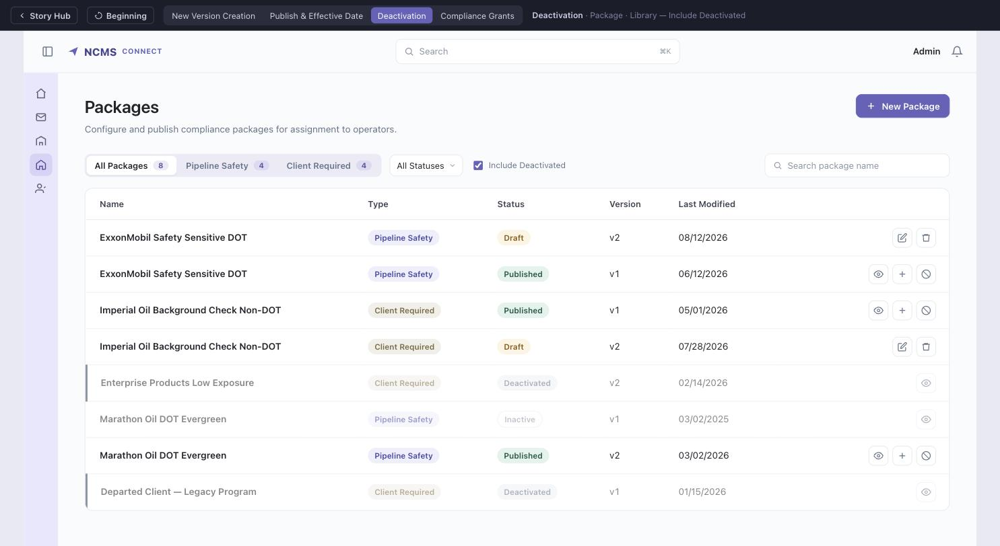 Story Hub
Beginning
New Version Creation Publish & Effective Date Deactivation Compliance Grants
Deactivation · Package · Library — Include Deactivated
NCMS CONNECT
Search ⌘K
Admin
Packages
+ New Package
Configure and publish compliance packages for assignment to operators.
All Packages 8 Pipeline Safety 4 Client Required 4
All Statuses
Include Deactivated
Search package name
Name Type Status Version Last Modified
ExxonMobil Safety Sensitive DOT Pipeline Safety Draft v2 08/12/2026
ExxonMobil Safety Sensitive DOT Pipeline Safety Published v1 06/12/2026
Imperial Oil Background Check Non-DOT Client Required Published v1 05/01/2026
Imperial Oil Background Check Non-DOT Client Required Draft v2 07/28/2026
Enterprise Products Low Exposure Client Required Deactivated v2 02/14/2026
Marathon Oil DOT Evergreen Pipeline Safety Inactive v1 03/02/2025
Marathon Oil DOT Evergreen Pipeline Safety Published v2 03/02/2026
Departed Client — Legacy Program Client Required Deactivated v1 01/15/2026